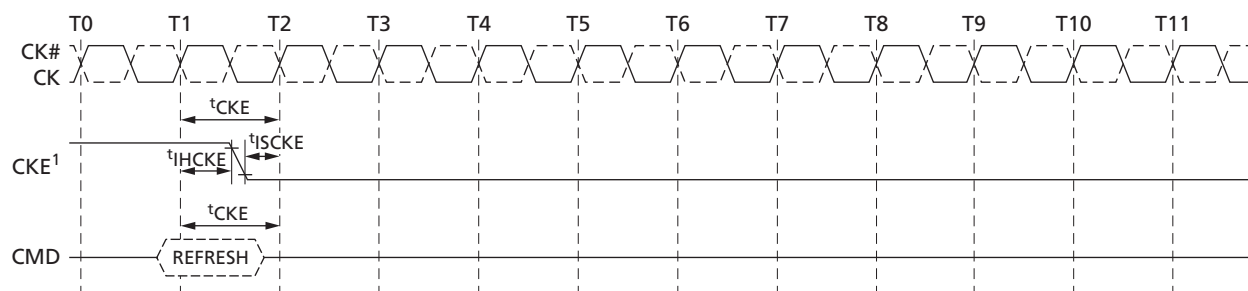 T0 T1 T2 T3 T4 T5 T6 T7 T8 T9 T10 T11
CK#
CK
tCKE
tISCKE
CKE1
tIHCKE
tCKE
CMD
REFRESH